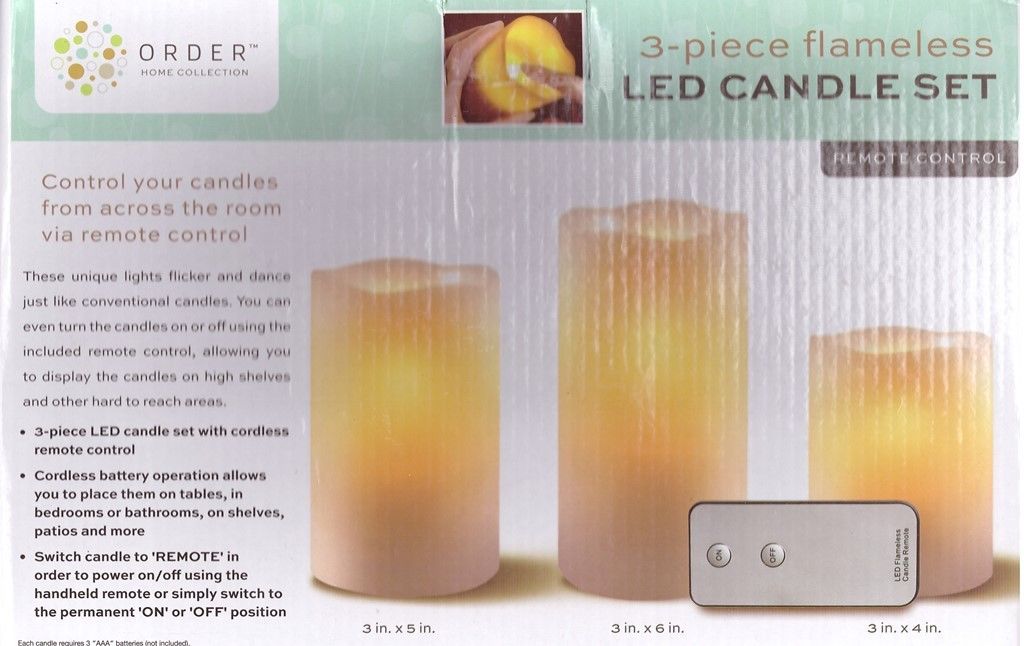 ORDER™
HOME COLLECTION
3-piece flameless
LED CANDLE SET
REMOTE CONTROL
Control your candles
from across the room
via remote control
These unique lights flicker and dance
just like conventional candles. You can
even turn the candles on or off using the
included remote control, allowing you
to display the candles on high shelves
and other hard to reach areas.
• 3-piece LED candle set with cordless
remote control
• Cordless battery operation allows
you to place them on tables, in
bedrooms or bathrooms, on shelves,
patios and more
• Switch candle to 'REMOTE' in
order to power on/off using the
handheld remote or simply switch to
the permanent 'ON' or 'OFF' position
Each candle requires 3 "AAA" batteries (not included).
ON
OFF
LED Flameless
Candle Remote
3 in. x 5 in.
3 in. x 6 in.
3 in. x 4 in.